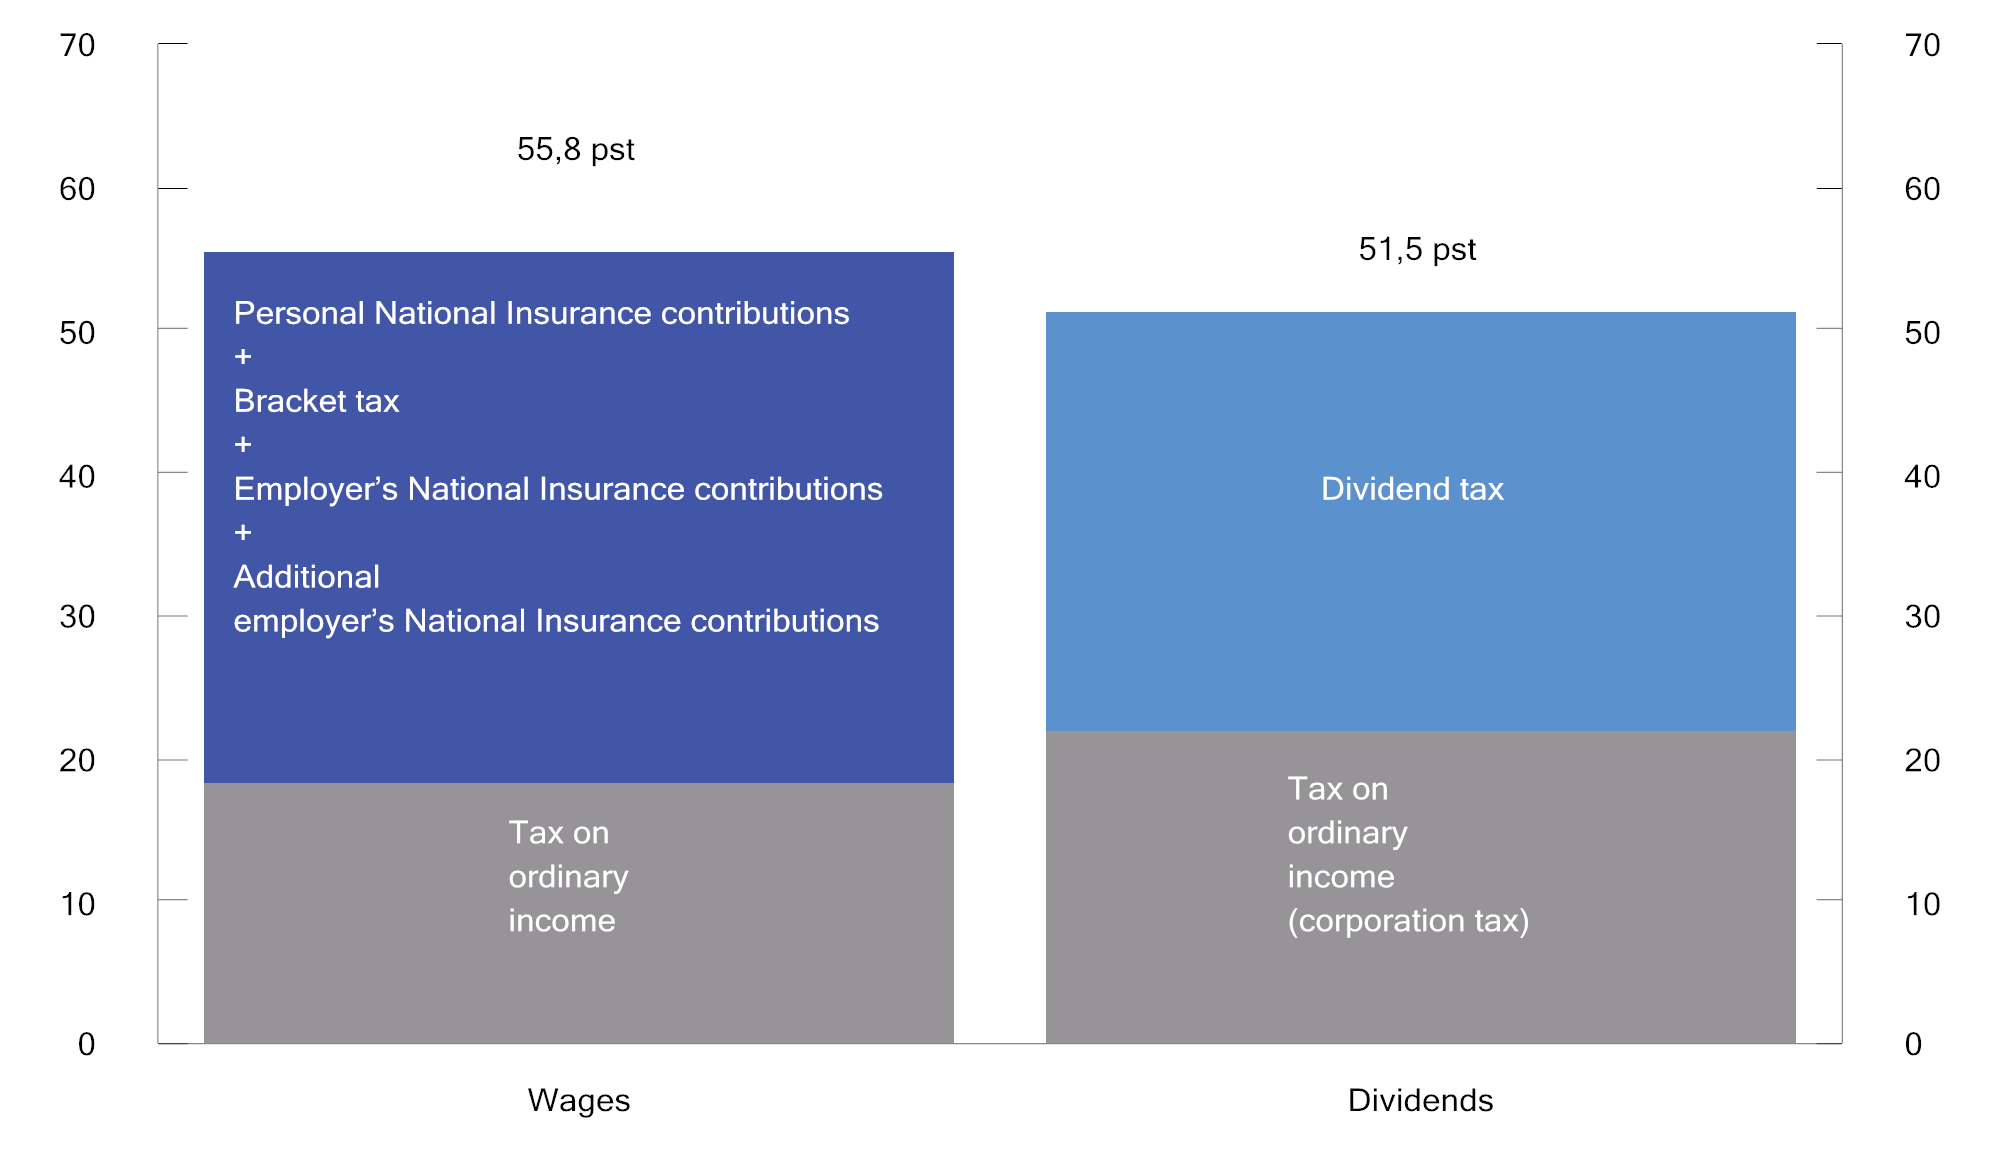 70
60
50
40
30
20
10
0
55,8 pst
Personal National Insurance contributions
+
Bracket tax
+
Employer’s National Insurance contributions
+
Additional
employer’s National Insurance contributions
Tax on
ordinary
income
Wages
51,5 pst
Dividend tax
Tax on
ordinary
income
(corporation tax)
Dividends
70
60
50
40
30
20
10
0